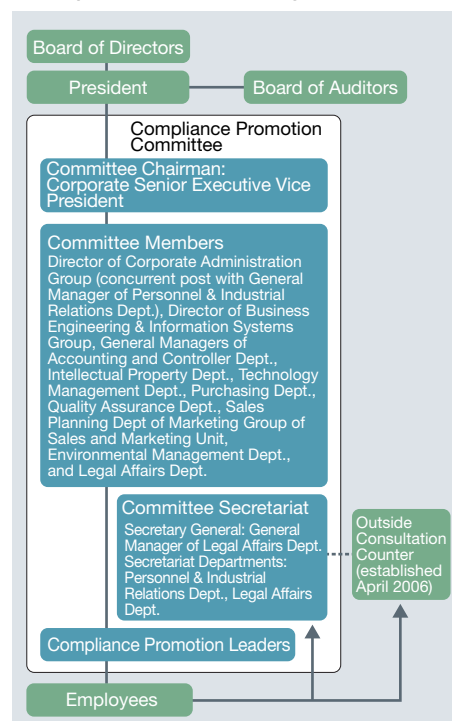 Board of Directors
President
Board of Auditors
Compliance Promotion
Committee
Committee Chairman:
Corporate Senior Executive Vice
President
Committee Members
Director of Corporate Administration
Group (concurrent post with General
Manager of Personnel & Industrial
Relations Dept.), Director of Business
Engineering & Information Systems
Group, General Managers of
Accounting and Controller Dept.,
Intellectual Property Dept., Technology
Management Dept., Purchasing Dept.,
Quality Assurance Dept., Sales
Planning Dept of Marketing Group of
Sales and Marketing Unit,
Environmental Management Dept.,
and Legal Affairs Dept.
Committee Secretariat
Secretary General: General
Manager of Legal Affairs Dept.
Secretariat Departments:
Personnel & Industrial
Relations Dept., Legal Affairs
Dept.
Outside
Consultation
Counter
(established
April 2006)
Compliance Promotion Leaders
Employees